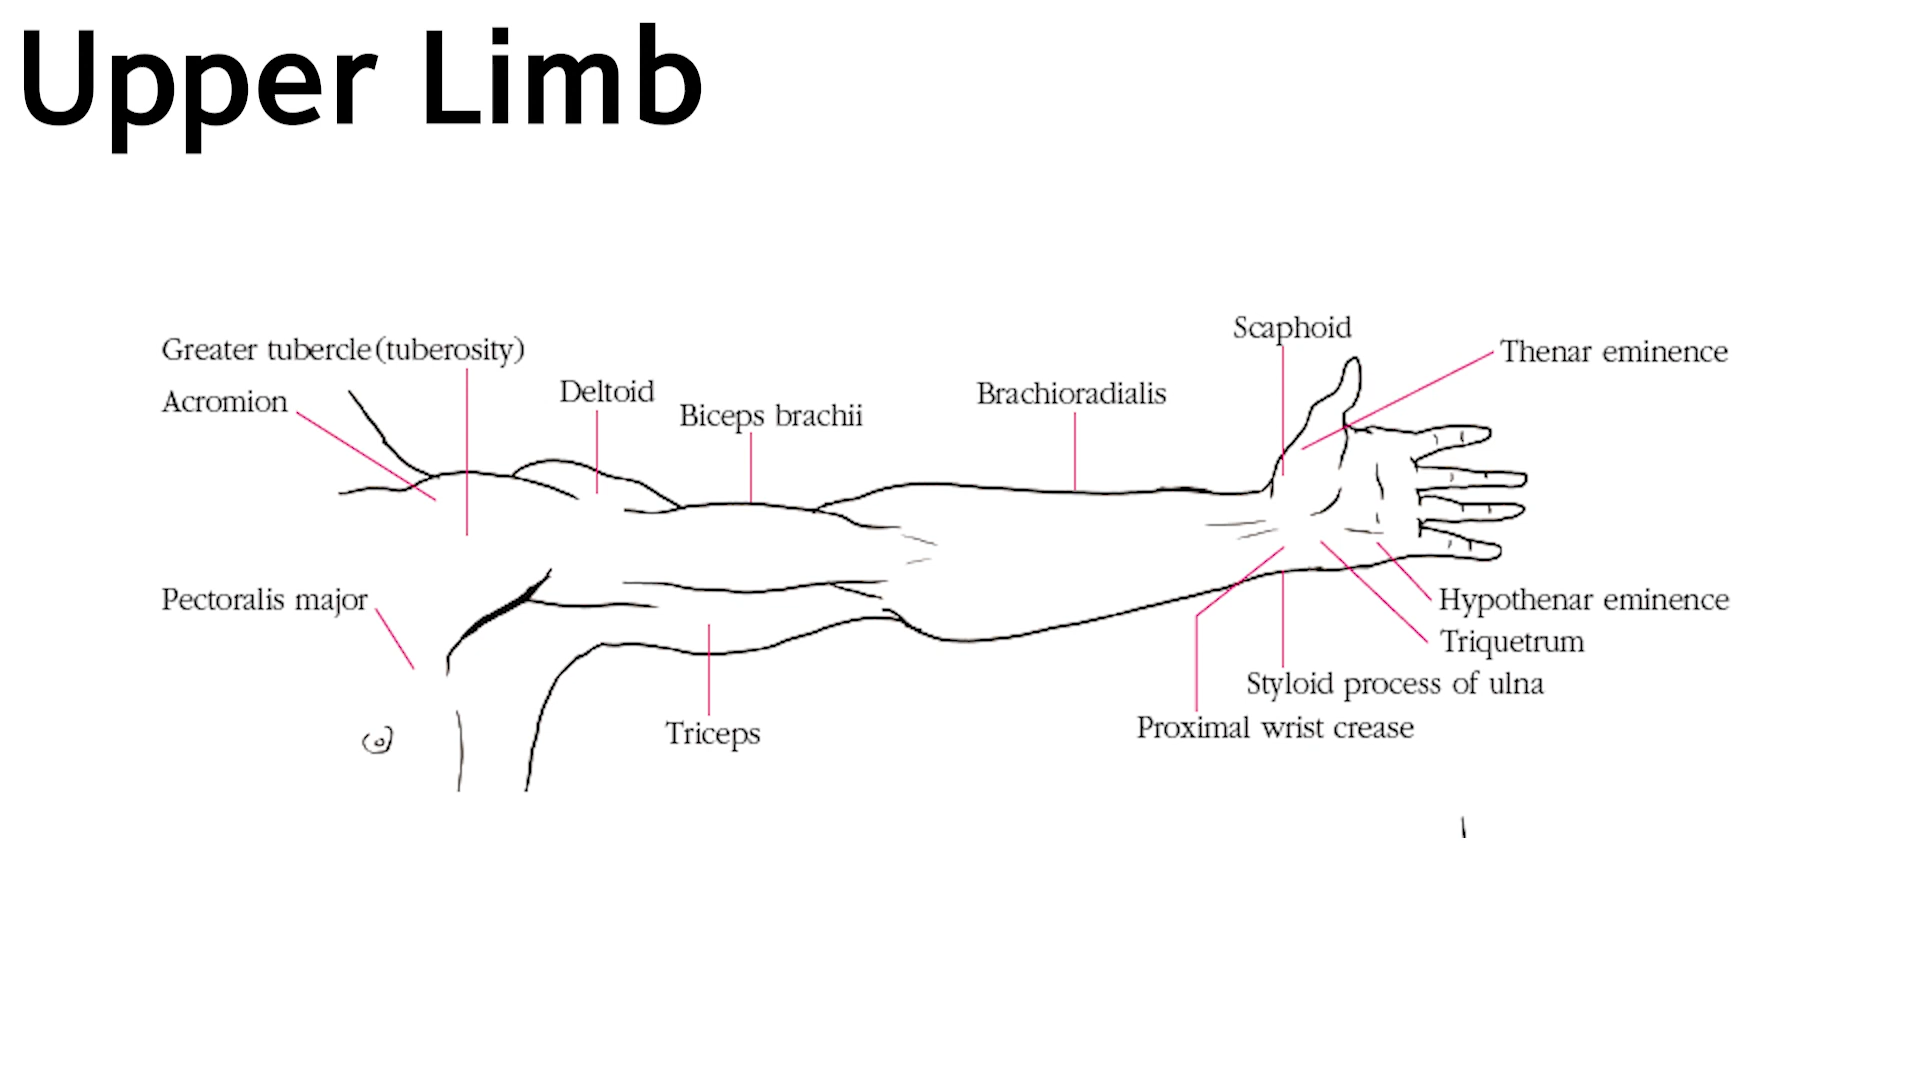 Upper Limb
Scaphoid
Greater tubercle (tuberosity)
Thenar eminence
Deltoid
Brachioradialis
Acromion
Biceps brachii
Pectoralis major
Hypothenar eminence
Triquetrum
Styloid process of ulna
Proximal wrist crease
Triceps